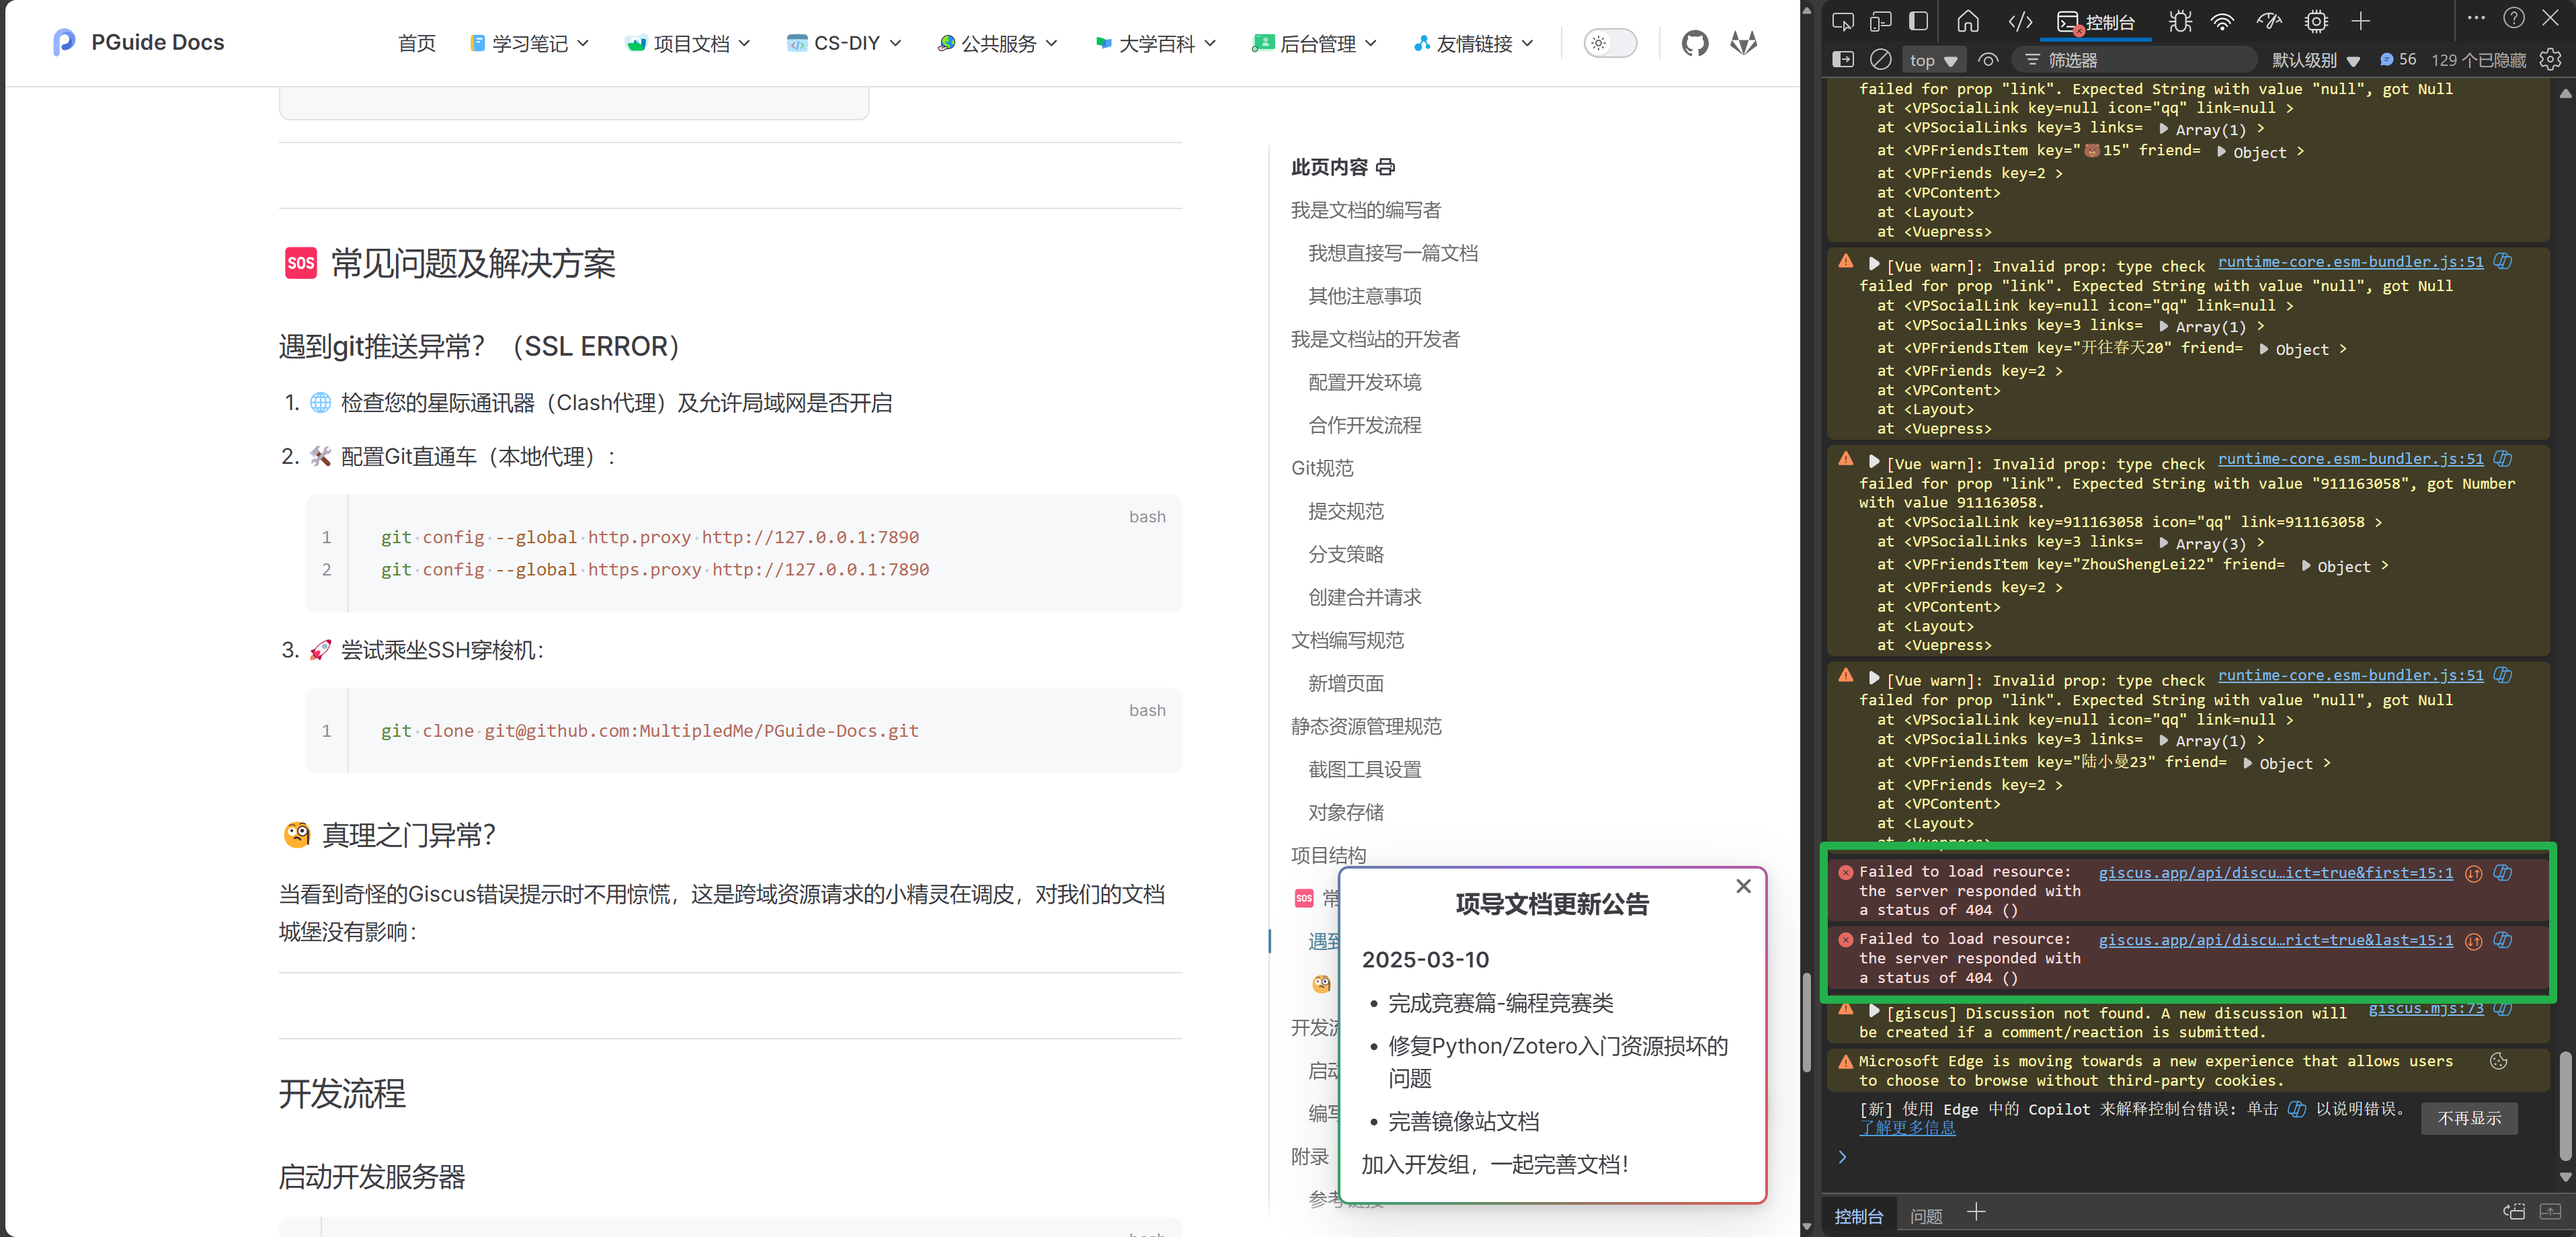 PGuide Docs
首页
学习笔记
项目文档
CS-DIY
公共服务
大学百科
后台管理
友情链接
SOS 常见问题及解决方案
遇到git推送异常？（SSL ERROR）
1. 🌐 检查您的星际通讯器（Clash代理）及允许局域网是否开启
2. 🛠️ 配置Git直通车（本地代理）:
bash
1 git config --global http.proxy http://127.0.0.1:7890
2 git config --global https.proxy http://127.0.0.1:7890
3. 🚀 尝试乘坐SSH穿梭机:
bash
1 git clone git@github.com:MultipledMe/PGuide-Docs.git
🧐 真理之门异常？
当看到奇怪的Giscus错误提示时不用惊慌，这是跨域资源请求的小精灵在调皮，对我们的文档
城堡没有影响:
开发流程
启动开发服务器
此页内容
我是文档的编写者
我想直接写一篇文档
其他注意事项
我是文档站的开发者
配置开发环境
合作开发流程
Git规范
提交规范
分支策略
创建合并请求
文档编写规范
新增页面
静态资源管理规范
截图工具设置
对象存储
项目结构
SOS 常
遇到
🧐
开发流
启动
编写
附录
参考链接
项导文档更新公告
2025-03-10
• 完成竞赛篇-编程竞赛类
• 修复Python/Zotero入门资源损坏的
问题
• 完善镜像站文档
加入开发组，一起完善文档!
控制台
top
筛选器
默认级别
56
129 个已隐藏
failed for prop "link". Expected String with value "null", got Null
at <VPSocialLink key=null icon="qq" link=null >
at <VPSocialLinks key=3 links= ▶ Array(1) >
at <VPFriendsItem key="🐻15" friend= ▶ Object >
at <VPFriends key=2 >
at <VPContent>
at <Layout>
at <Vuepress>
▶ [Vue warn]: Invalid prop: type check runtime-core.esm-bundler.js:51
failed for prop "link". Expected String with value "null", got Null
at <VPSocialLink key=null icon="qq" link=null >
at <VPSocialLinks key=3 links= ▶ Array(1) >
at <VPFriendsItem key="开往春天20" friend= ▶ Object >
at <VPFriends key=2 >
at <VPContent>
at <Layout>
at <Vuepress>
▶ [Vue warn]: Invalid prop: type check runtime-core.esm-bundler.js:51
failed for prop "link". Expected String with value "911163058", got Number
with value 911163058.
at <VPSocialLink key=911163058 icon="qq" link=911163058 >
at <VPSocialLinks key=3 links= ▶ Array(3) >
at <VPFriendsItem key="ZhouShengLei22" friend= ▶ Object >
at <VPFriends key=2 >
at <VPContent>
at <Layout>
at <Vuepress>
▶ [Vue warn]: Invalid prop: type check runtime-core.esm-bundler.js:51
failed for prop "link". Expected String with value "null", got Null
at <VPSocialLink key=null icon="qq" link=null >
at <VPSocialLinks key=3 links= ▶ Array(1) >
at <VPFriendsItem key="陆小曼23" friend= ▶ Object >
at <VPFriends key=2 >
at <VPContent>
at <Layout>
Failed to load resource: giscus.app/api/discu…ict=true&first=15:1
the server responded with
a status of 404 ()
Failed to load resource: giscus.app/api/discu…rict=true&last=15:1
the server responded with
a status of 404 ()
▶ [giscus] Discussion not found. A new discussion will giscus.mjs:73
be created if a comment/reaction is submitted.
Microsoft Edge is moving towards a new experience that allows users
to choose to browse without third-party cookies.
[新] 使用 Edge 中的 Copilot 来解释控制台错误: 单击 以说明错误。 不再显示
了解更多信息
控制台
问题